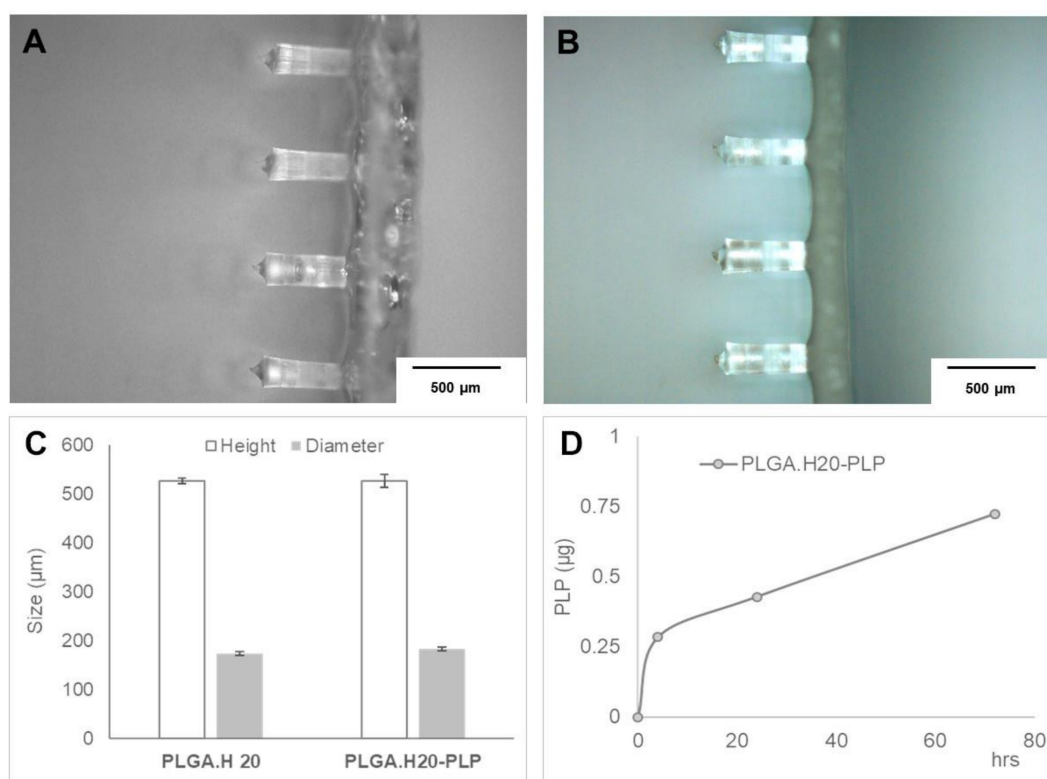 A
500 µm
B
500 µm
C
Height Diameter
Size (µm)
600
500
400
300
200
100
0
PLGA.H 20 PLGA.H20-PLP
D
PLGA.H20-PLP
PLP (µg)
1
0.75
0.5
0.25
0
0 20 40 60 80
hrs